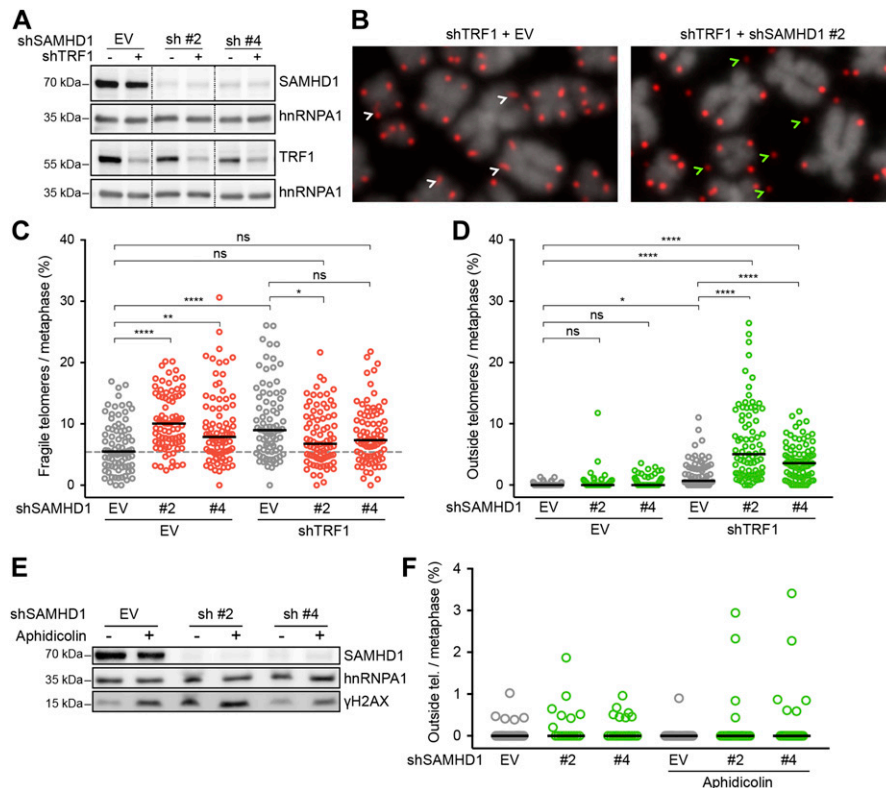 A
shSAMHD1 EV sh #2 sh #4
shTRF1 - + - + - +
70 kDa SAMHD1
35 kDa hnRNPA1
55 kDa TRF1
35 kDa hnRNPA1
B
shTRF1 + EV
shTRF1 + shSAMHD1 #2
C
Fragile telomeres / metaphase (%)
40
30
20
10
0
ns
ns
ns
****
*
**
****
shSAMHD1 EV #2 #4 EV #2 #4
EV shTRF1
D
Outside telomeres / metaphase (%)
40
30
20
10
0
****
****
****
* ****
ns
ns
shSAMHD1 EV #2 #4 EV #2 #4
EV shTRF1
E
shSAMHD1 EV sh #2 sh #4
Aphidicolin - + - + - +
70 kDa SAMHD1
35 kDa hnRNPA1
15 kDa γH2AX
F
Outside tel. / metaphase (%)
4
3
2
1
0
shSAMHD1 EV #2 #4 EV #2 #4
Aphidicolin